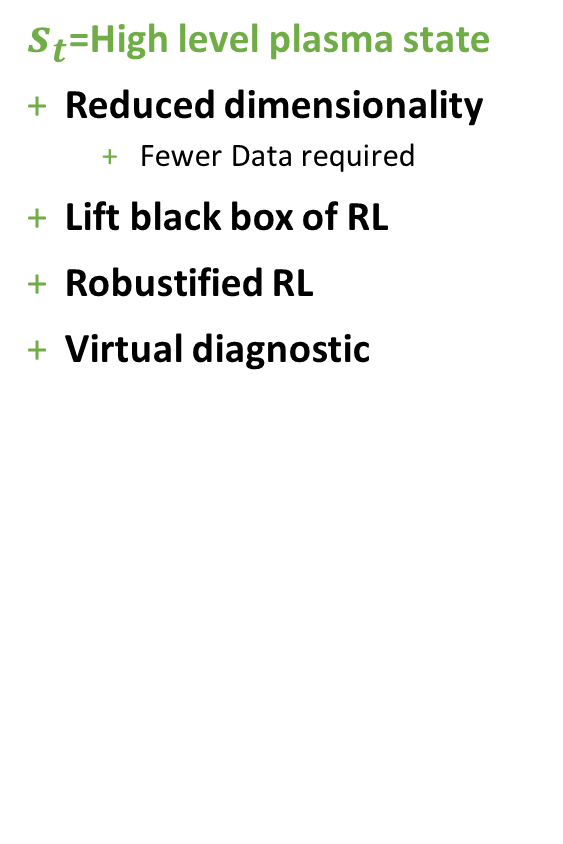 s_t=High level plasma state
+ Reduced dimensionality
+ Fewer Data required
+ Lift black box of RL
+ Robustified RL
+ Virtual diagnostic